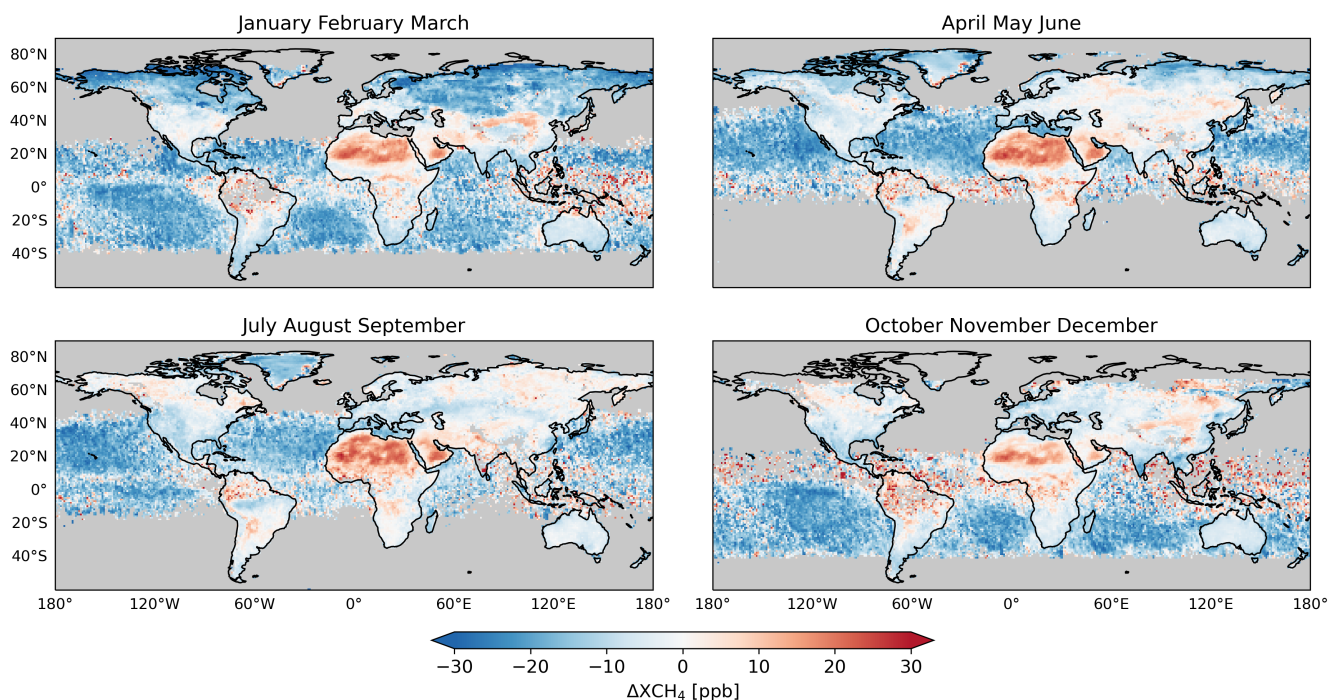 January February March
April May June
80°N
60°N
40°N
20°N
0°
20°S
40°S
July August September
October November December
80°N
60°N
40°N
20°N
0°
20°S
40°S
180° 120°W 60°W 0° 60°E 120°E 180°
180° 120°W 60°W 0° 60°E 120°E 180°
−30 −20 −10 0 10 20 30
ΔXCH₄ [ppb]